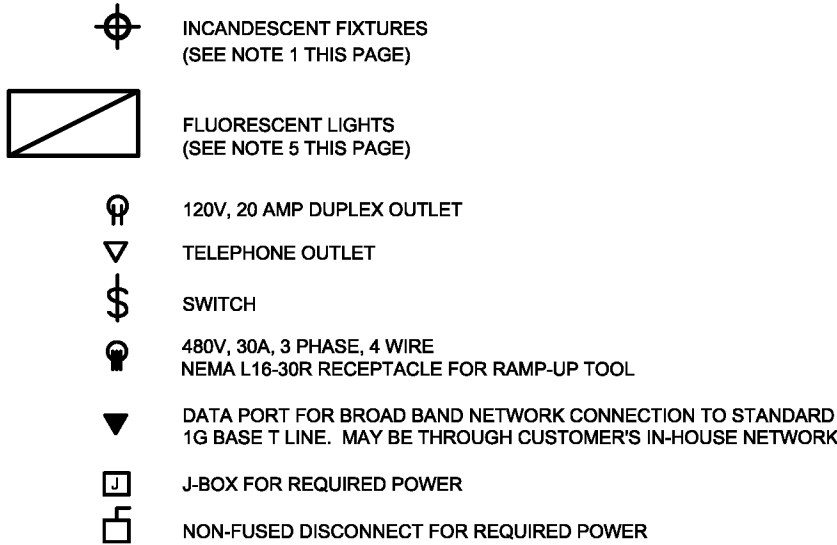 INCANDESCENT FIXTURES
(SEE NOTE 1 THIS PAGE)
FLUORESCENT LIGHTS
(SEE NOTE 5 THIS PAGE)
120V, 20 AMP DUPLEX OUTLET
TELEPHONE OUTLET
SWITCH
480V, 30A, 3 PHASE, 4 WIRE
NEMA L16-30R RECEPTACLE FOR RAMP-UP TOOL
DATA PORT FOR BROAD BAND NETWORK CONNECTION TO STANDARD
1G BASE T LINE. MAY BE THROUGH CUSTOMER'S IN-HOUSE NETWORK
J J-BOX FOR REQUIRED POWER
NON-FUSED DISCONNECT FOR REQUIRED POWER